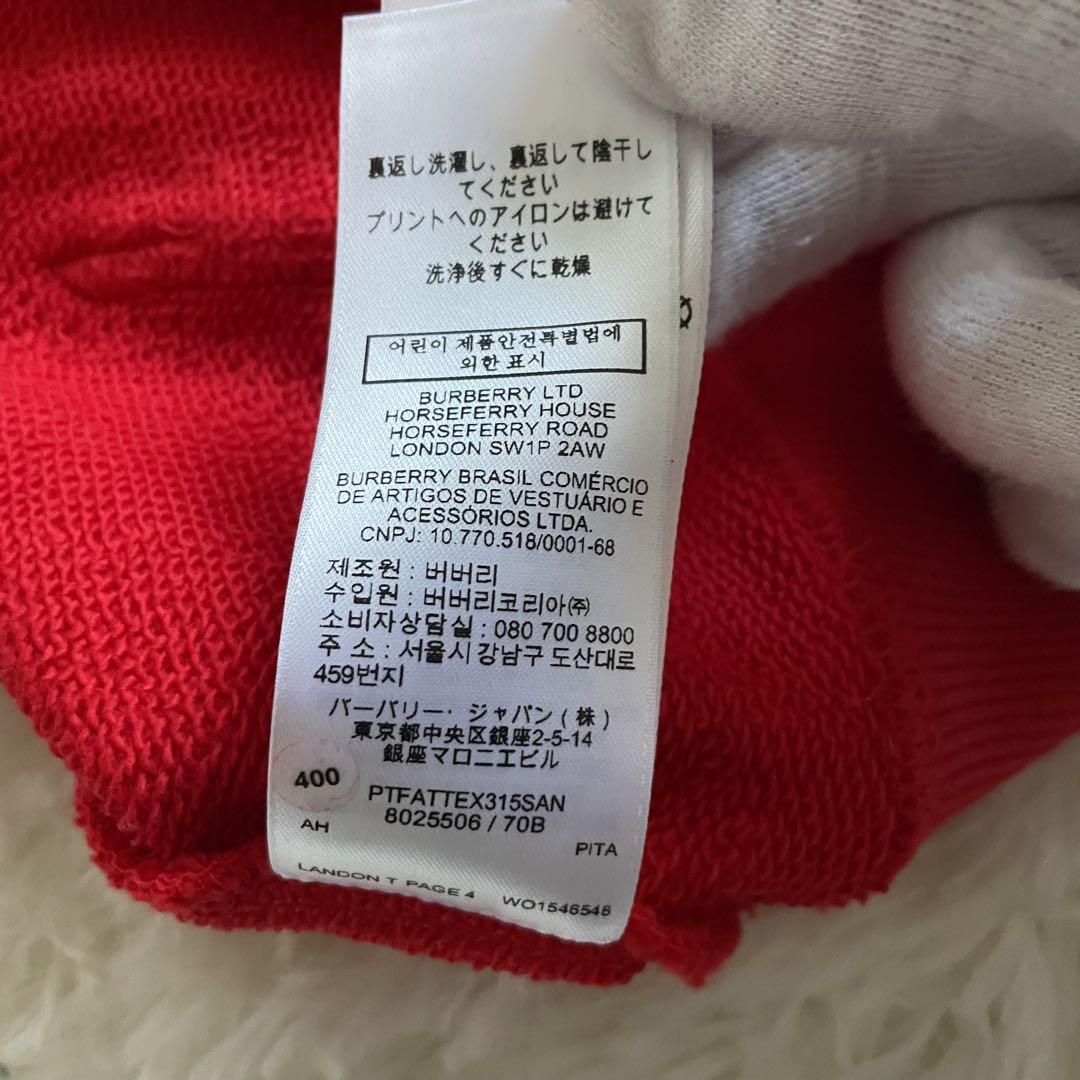 裏返し洗濯し、裏返して陰干し
てください
プリントへのアイロンは避けて
ください
洗浄後すぐに乾燥
어린이 제품안전특별법에
의한 표시
BURBERRY LTD
HORSEFERRY HOUSE
HORSEFERRY ROAD
LONDON SW1P 2AW
BURBERRY BRASIL COMÉRCIO
DE ARTIGOS DE VESTUÁRIO E
ACESSÓRIOS LTDA.
CNPJ: 10.770.518/0001-68
제조원 : 버버리
수입원 : 버버리코리아㈜
소비자상담실 : 080 700 8800
주 소 : 서울시 강남구 도산대로
459번지
バーバリー・ジャパン(株)
東京都中央区銀座2-5-14
銀座マロニエビル
400
PTFATTEX315SAN
8025506 / 70B
AH
PITA
LANDON T PAGE 4 WO1546548